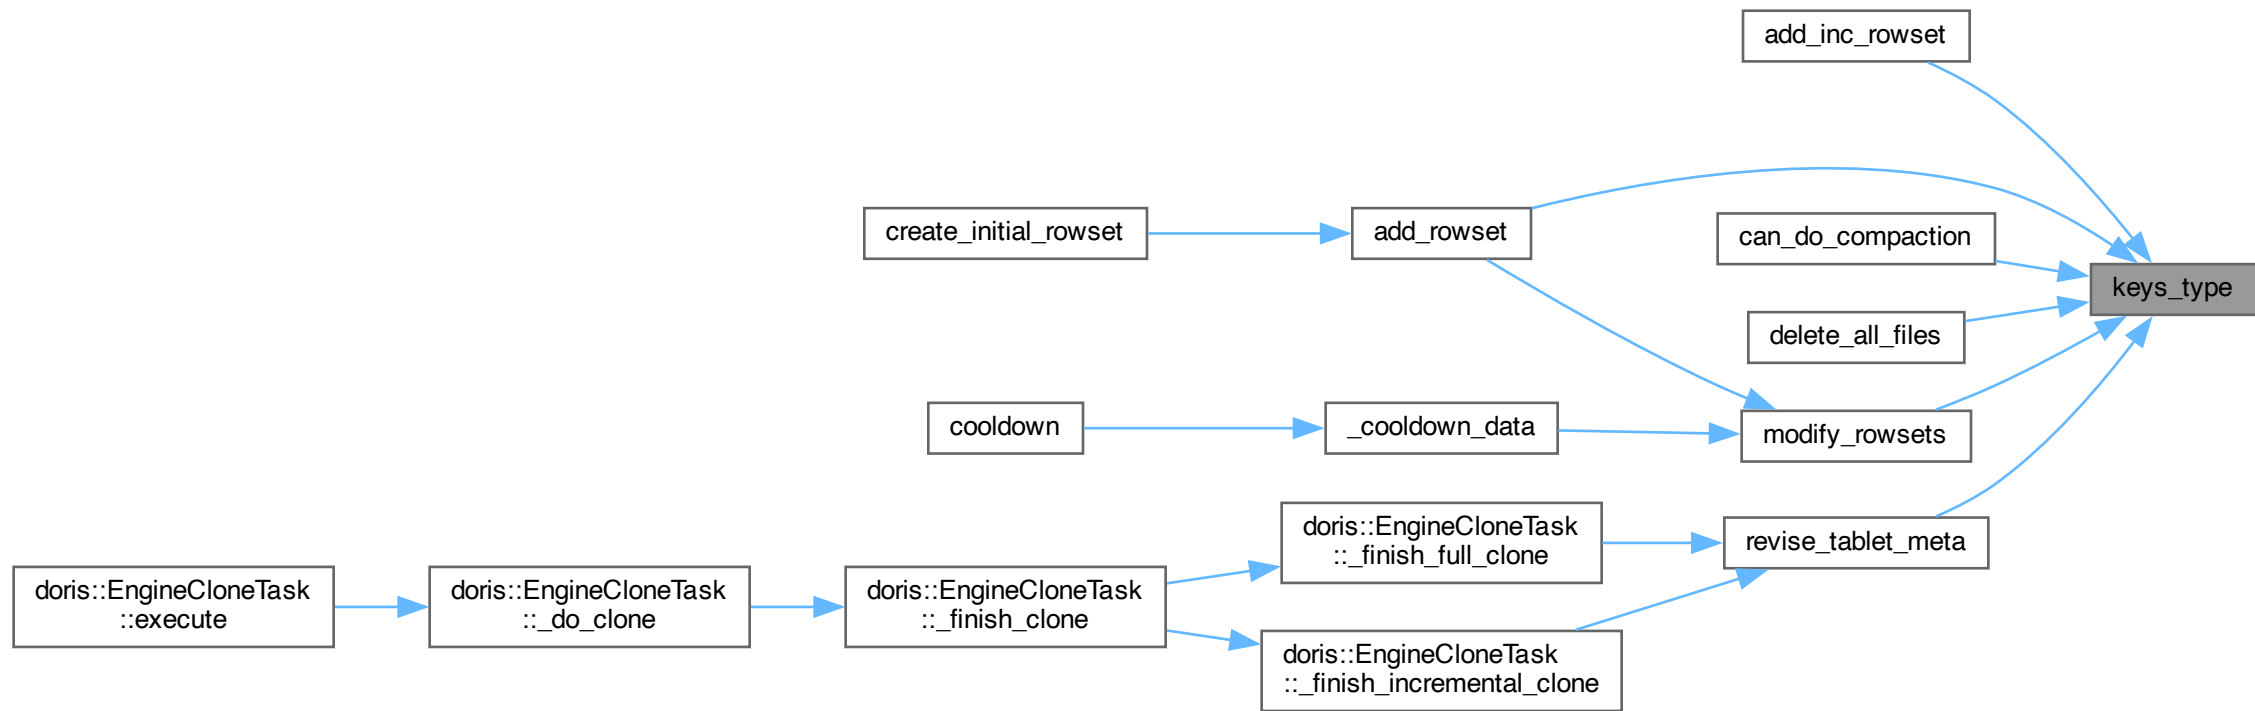 add_inc_rowset
create_initial_rowset
add_rowset
can_do_compaction
keys_type
delete_all_files
cooldown
_cooldown_data
modify_rowsets
doris::EngineCloneTask
::_finish_full_clone
revise_tablet_meta
doris::EngineCloneTask
::execute
doris::EngineCloneTask
::_do_clone
doris::EngineCloneTask
::_finish_clone
doris::EngineCloneTask
::_finish_incremental_clone